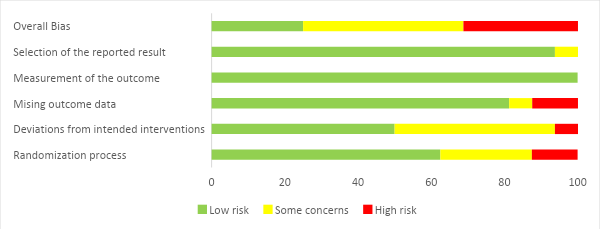 Overall Bias
Selection of the reported result
Measurement of the outcome
Mising outcome data
Deviations from intended interventions
Randomization process
0 20 40 60 80 100
Low risk Some concerns High risk